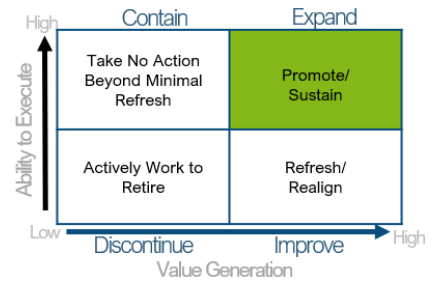 High
Contain
Expand
Take No Action
Beyond Minimal
Refresh
Promote/
Sustain
Ability to Execute
Actively Work to
Retire
Refresh/
Realign
Low
High
Discontinue
Improve
Value Generation